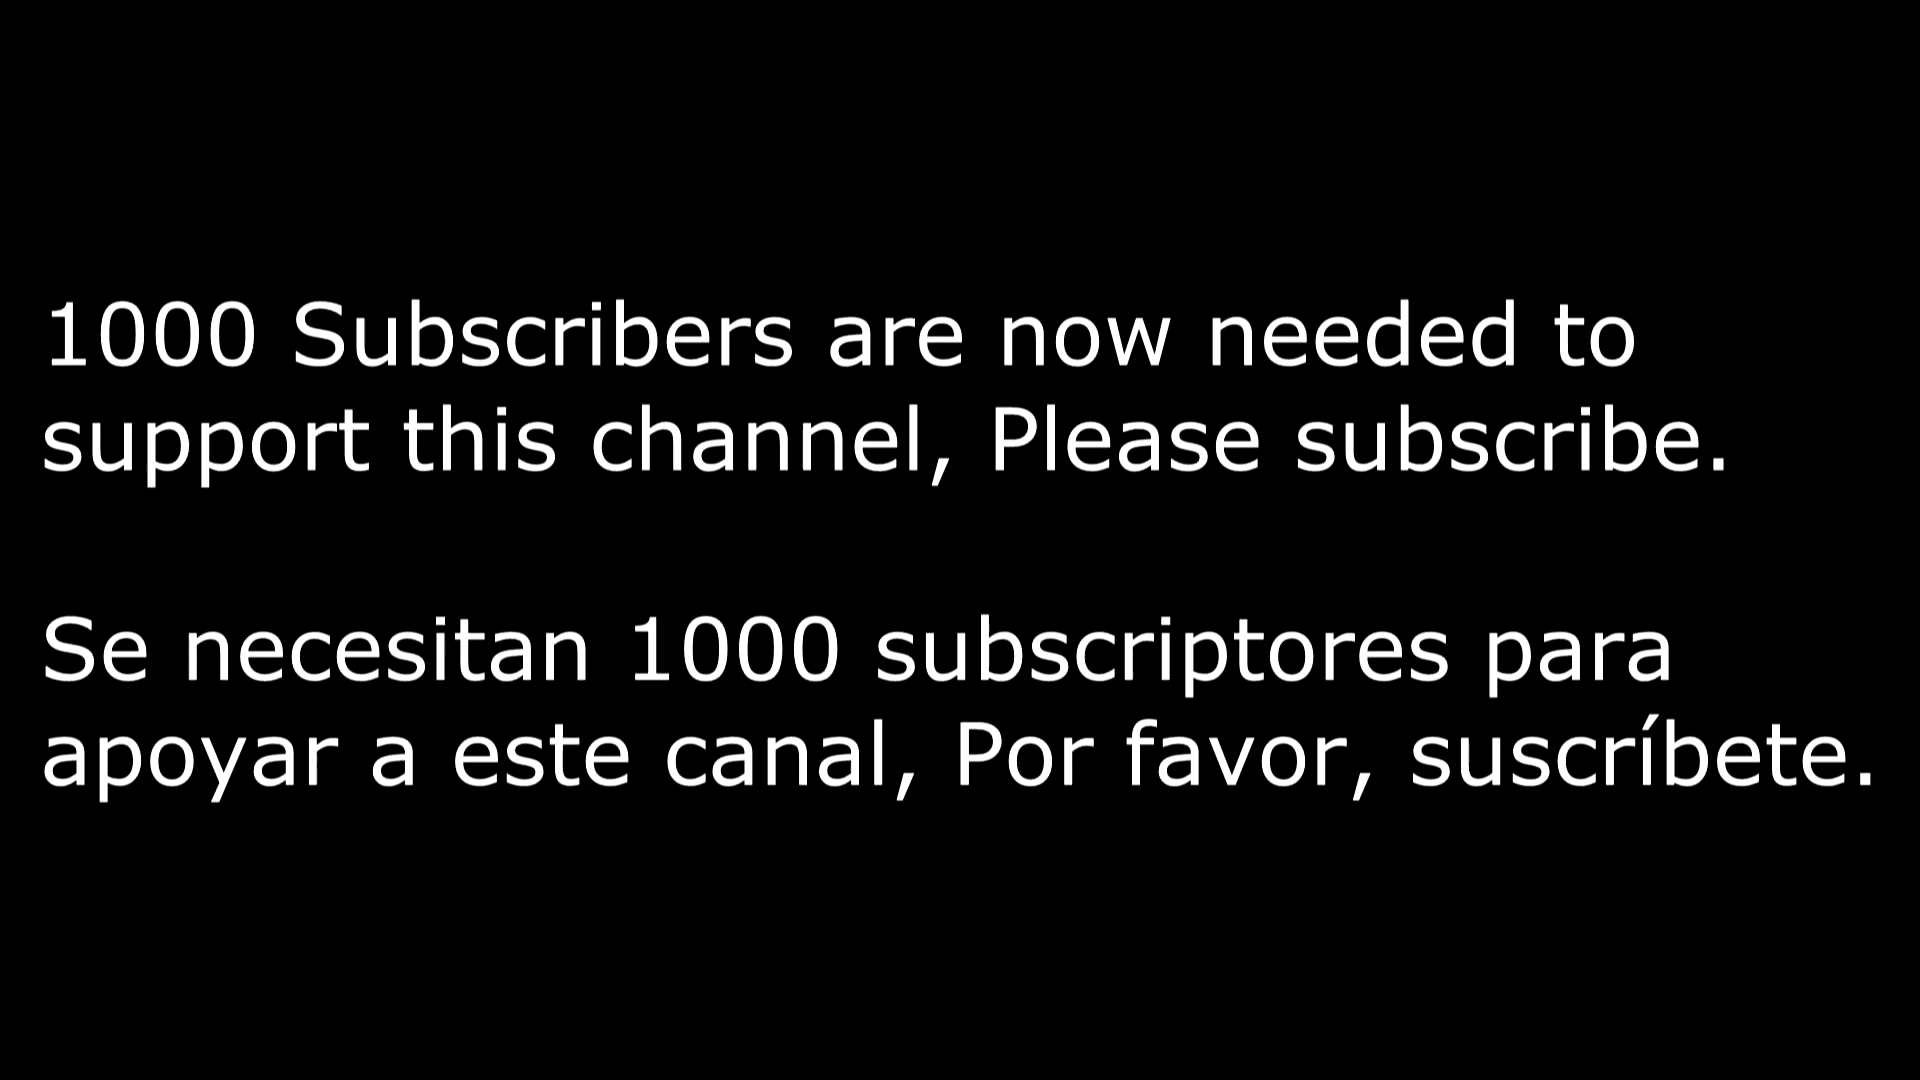 1000 Subscribers are now needed to
support this channel, Please subscribe.
Se necesitan 1000 subscriptores para
apoyar a este canal, Por favor, suscríbete.